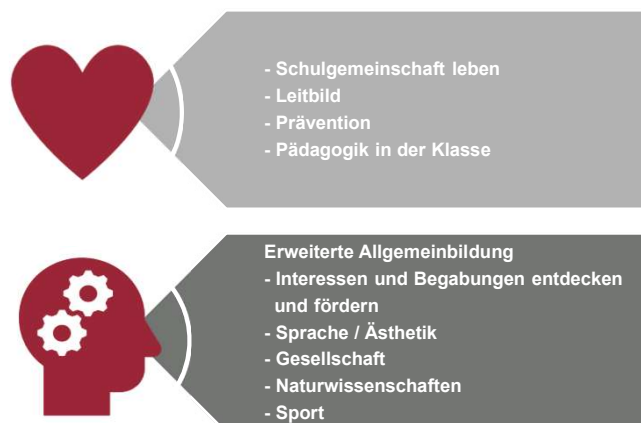 - Schulgemeinschaft leben
- Leitbild
- Prävention
- Pädagogik in der Klasse
Erweiterte Allgemeinbildung
- Interessen und Begabungen entdecken
und fördern
- Sprache / Ästhetik
- Gesellschaft
- Naturwissenschaften
- Sport